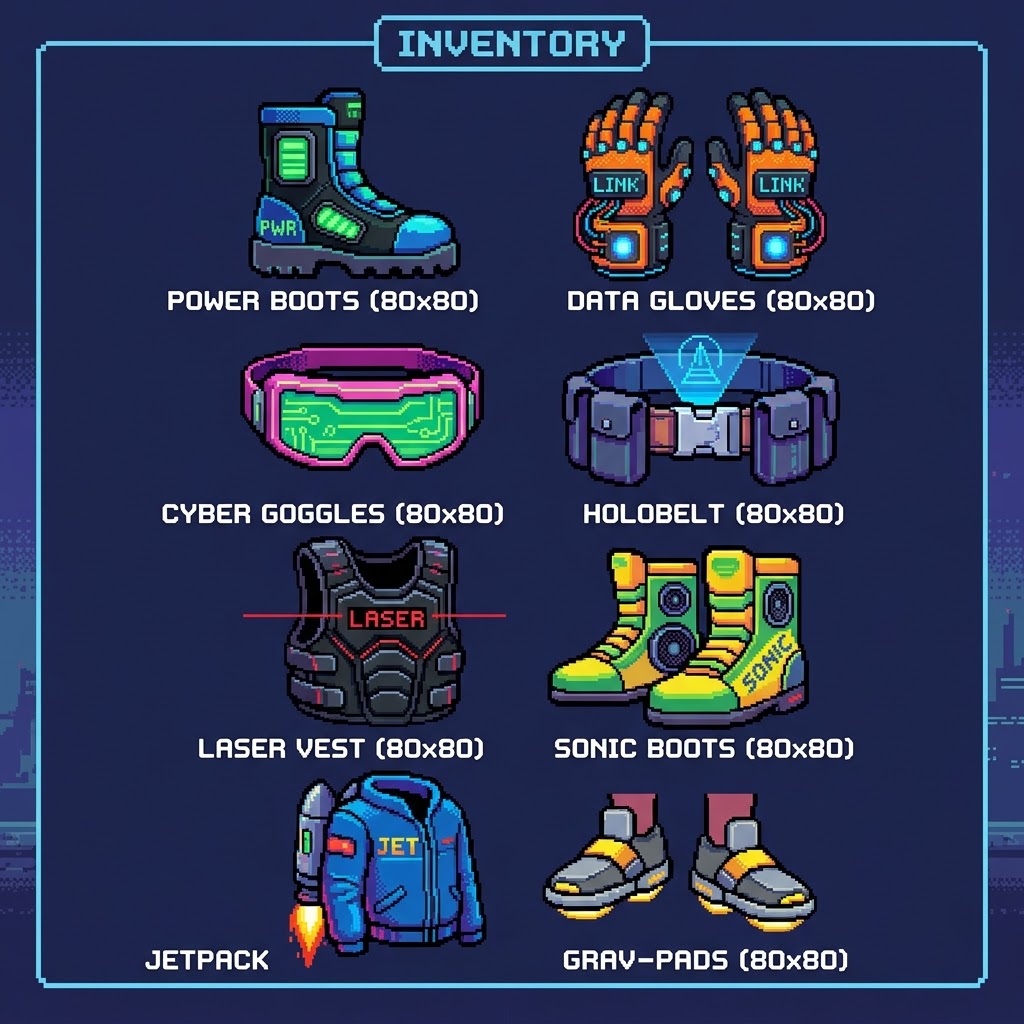 INVENTORY
PWR
LINK LINK
POWER BOOTS (80x80) DATA GLOVES (80x80)
CYBER GOGGLES (80x80) HOLOBELT (80x80)
LASER
SONIC
LASER VEST (80x80) SONIC BOOTS (80x80)
JET
JETPACK GRAV-PADS (80x80)